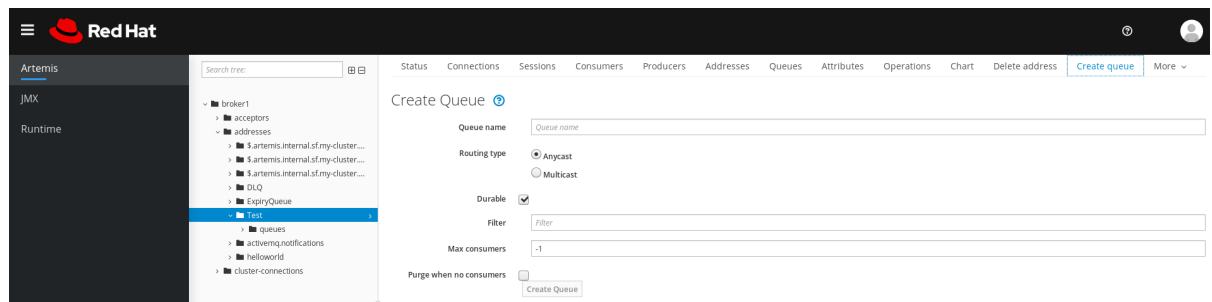 Red Hat
Artemis
JMX
Runtime
Search tree:
broker1
acceptors
addresses
$.artemis.internal.sf.my-cluster....
$.artemis.internal.sf.my-cluster....
$.artemis.internal.sf.my-cluster....
DLQ
ExpiryQueue
Test
queues
activemq.notifications
helloworld
cluster-connections
Status Connections Sessions Consumers Producers Addresses Queues Attributes Operations Chart Delete address Create queue More
Create Queue
Queue name Queue name
Routing type Anycast
Multicast
Durable
Filter Filter
Max consumers -1
Purge when no consumers
Create Queue